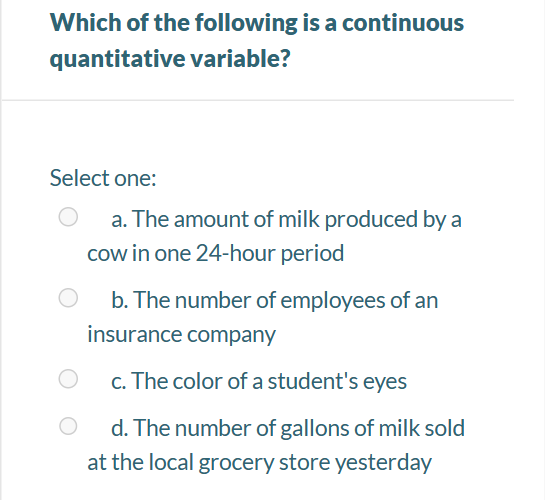 Which of the following is a continuous
quantitative variable?
Select one:
a. The amount of milk produced by a
cow in one 24-hour period
b. The number of employees of an
insurance company
c. The color of a student's eyes
d. The number of gallons of milk sold
at the local grocery store yesterday